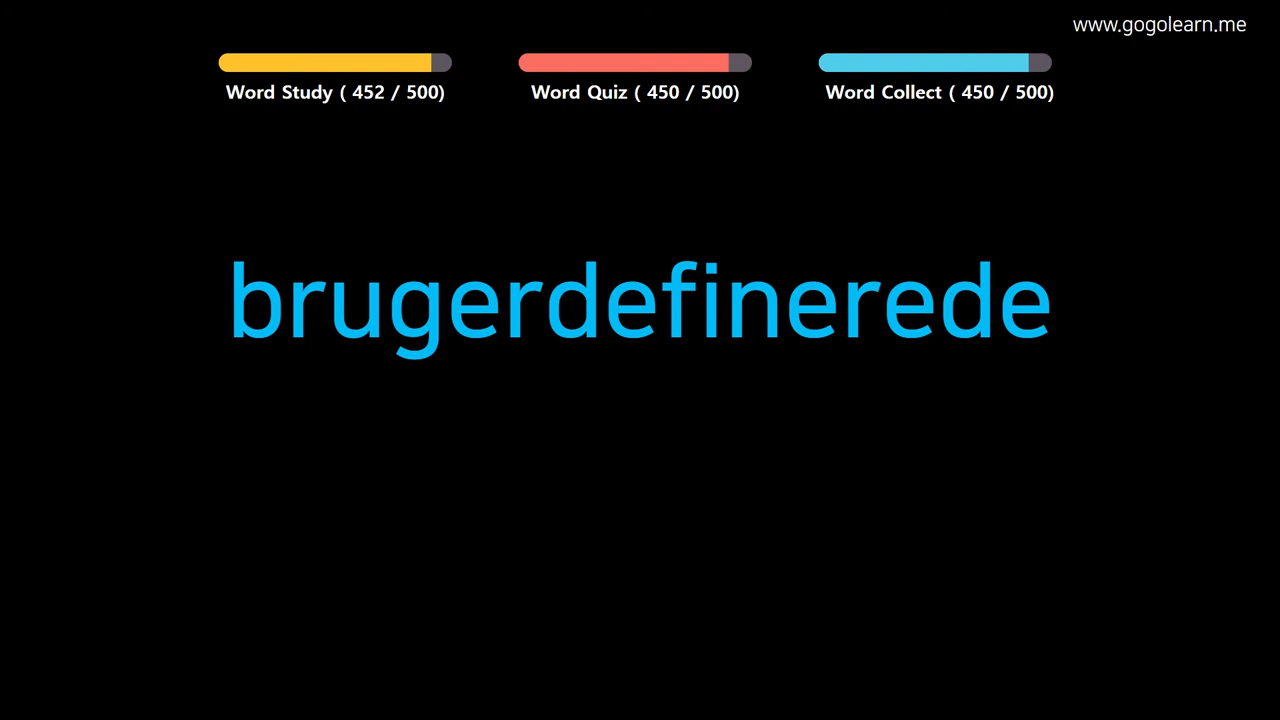 www.gogolearn.me
Word Study ( 452 / 500)
Word Quiz ( 450 / 500)
Word Collect ( 450 / 500)
brugerdefinerede